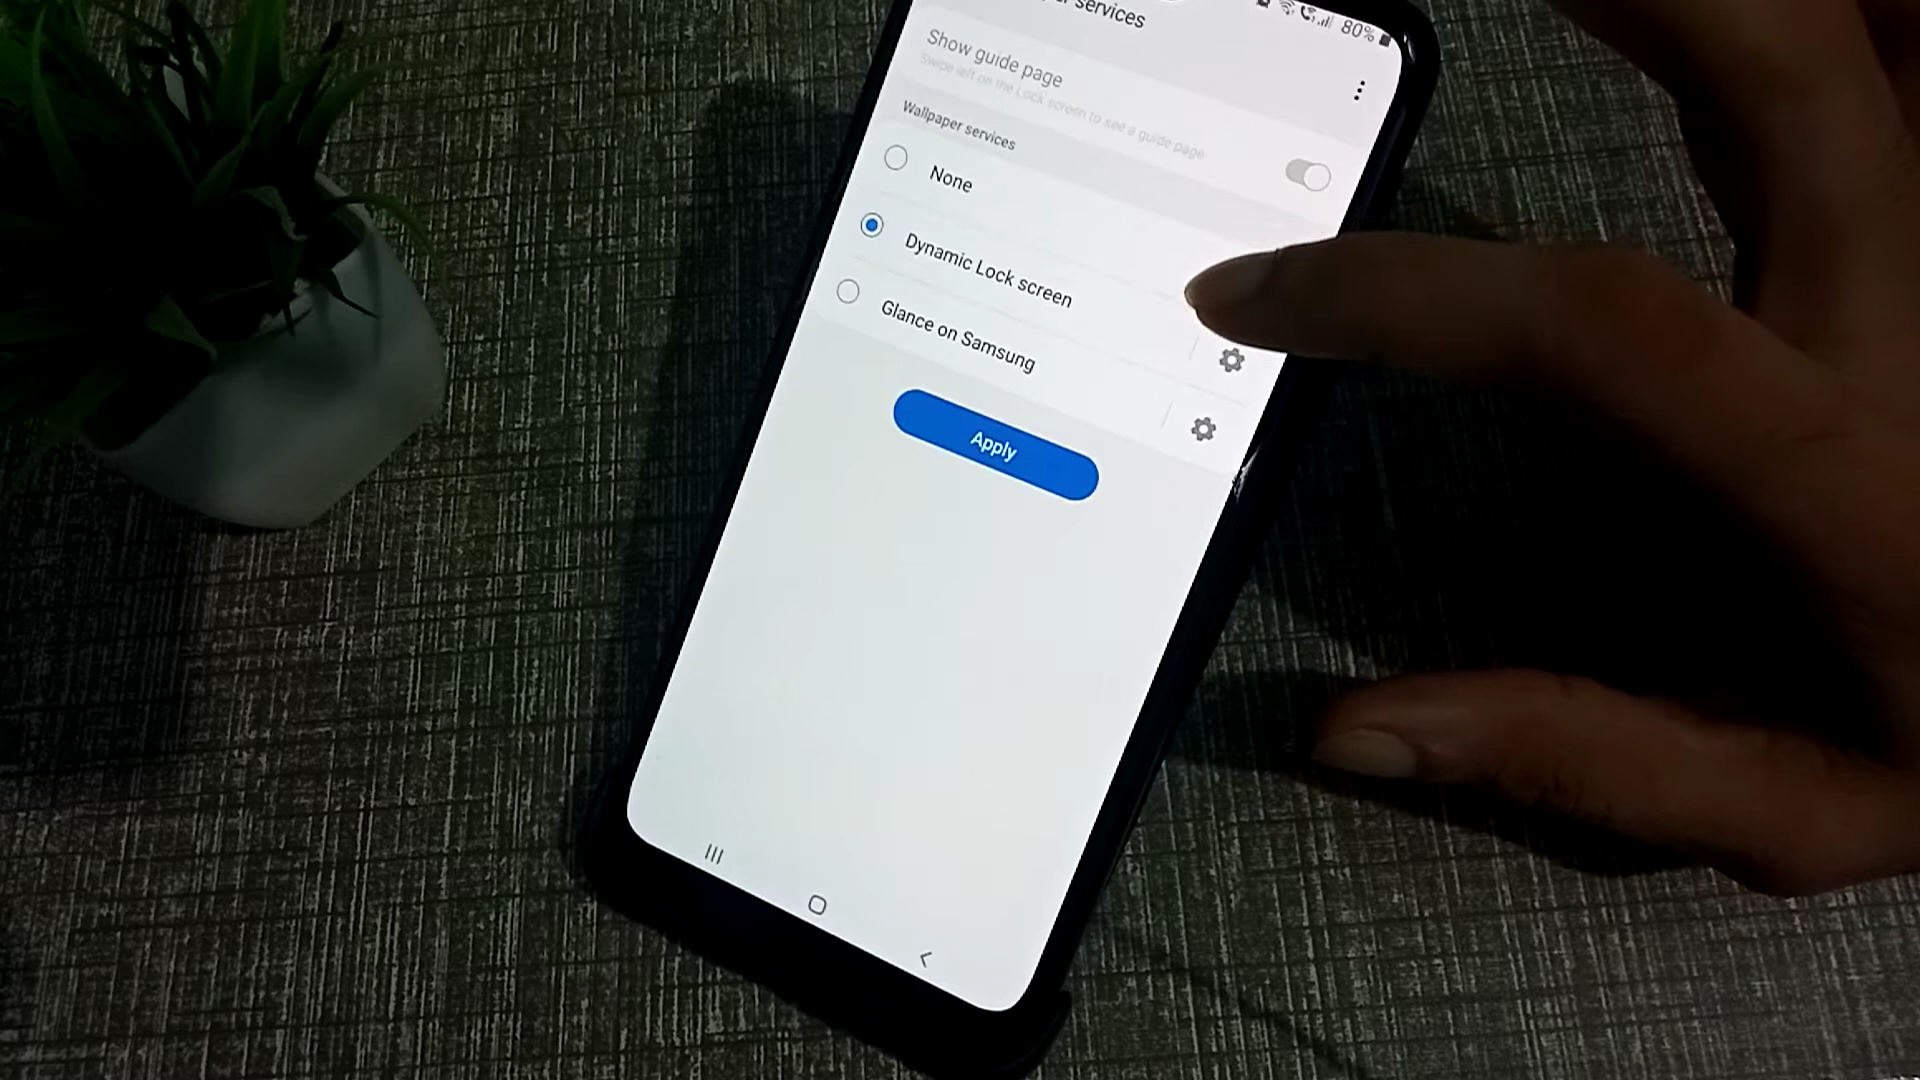 services
80%
Show guide page
Swipe left on the Lock screen to see a guide page
Wallpaper services
None
Dynamic Lock screen
Glance on Samsung
Apply